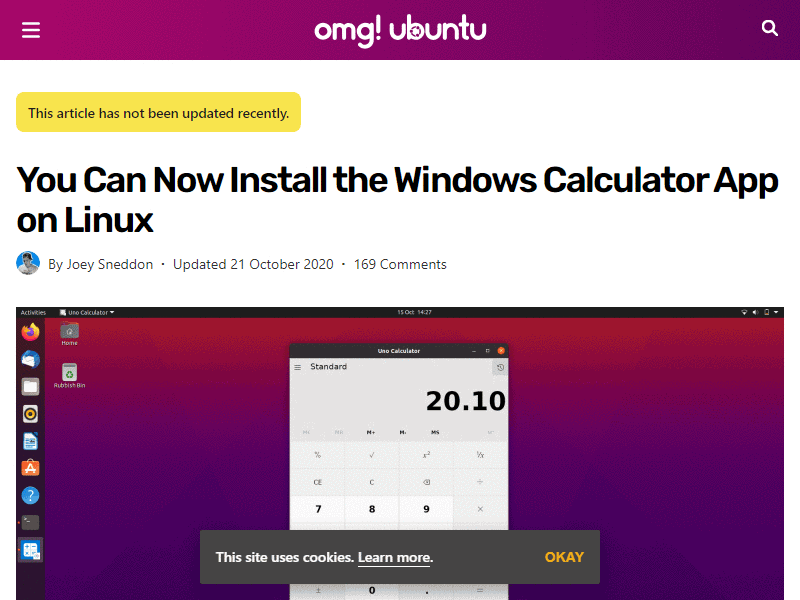 omg! ubuntu
This article has not been updated recently.
You Can Now Install the Windows Calculator App
on Linux
By Joey Sneddon · Updated 21 October 2020 · 169 Comments
Activities Uno Calculator 15 Oct 14:27
Home
Rubbish Bin
Uno Calculator
Standard
20.10
MC MR M+ M- MS
% √ x² ⅟x
CE C ÷
7 8 9 ×
This site uses cookies. Learn more. OKAY
± 0 . =